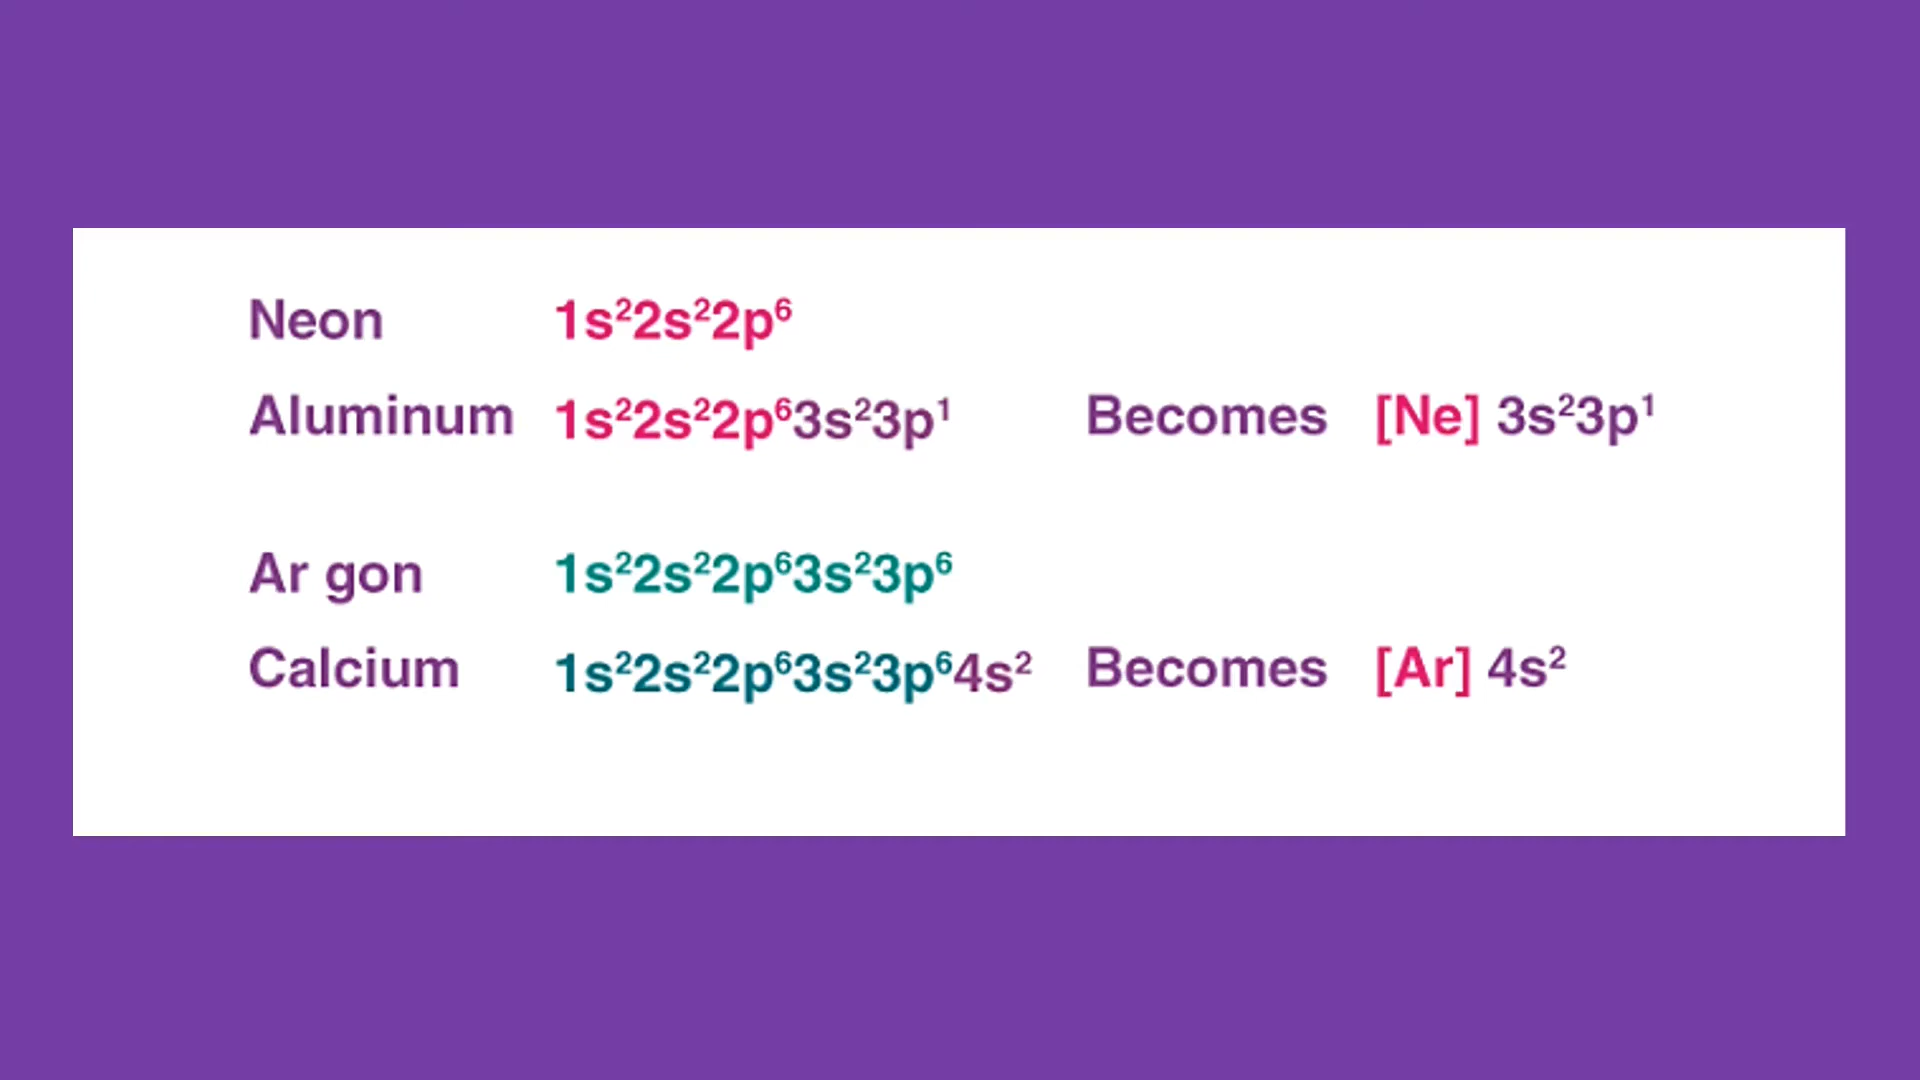 Neon 1s²2s²2p⁶
Aluminum 1s²2s²2p⁶3s²3p¹ Becomes [Ne] 3s²3p¹
Ar gon 1s²2s²2p⁶3s²3p⁶
Calcium 1s²2s²2p⁶3s²3p⁶4s² Becomes [Ar] 4s²